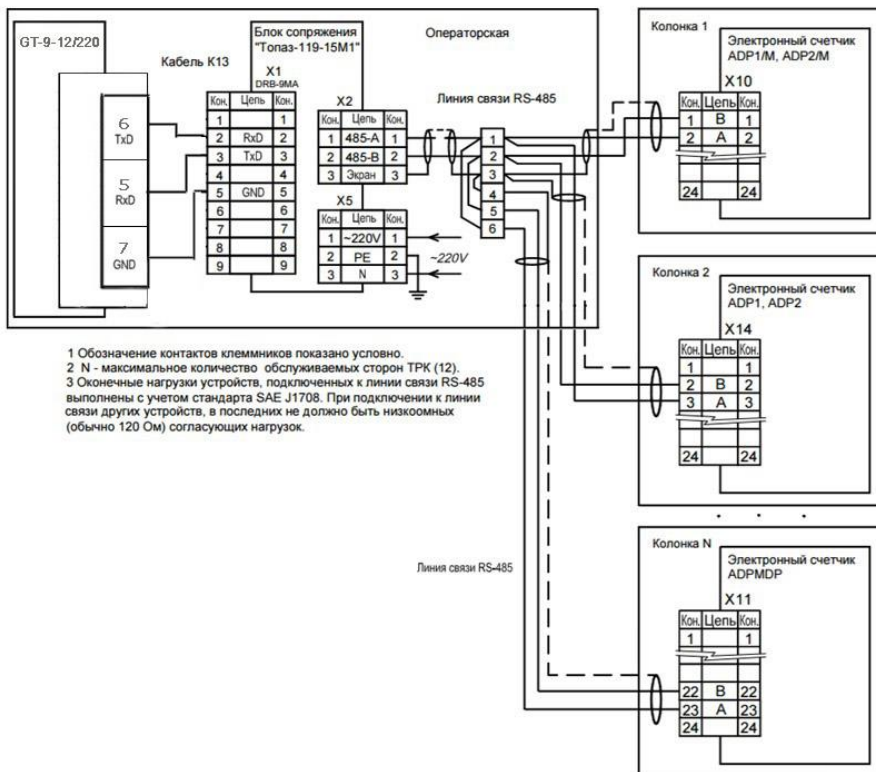 GT-9-12/220
6
TxD
5
RxD
7
GND
Кабель К13
Блок сопряжения
"Топаз-119-15М1"
X1
DRB-9MA
Кон. Цепь Кон.
1 1
2 RxD 2
3 TxD 3
4 4
5 GND 5
6 6
7 7
8 8
9 9
X2
Кон. Цепь Кон.
1 485-A 1
2 485-B 2
3 Экран 3
X5
Кон. Цепь Кон.
1 ~220V 1
2 PE 2
3 N 3
~220V
Операторская
Линия связи RS-485
1
2
3
4
5
6
Колонка 1
Электронный счетчик
ADP1/M, ADP2/M
X10
Кон. Цепь Кон.
1 B 1
2 A 2
24 24
Колонка 2
Электронный счетчик
ADP1, ADP2
X14
Кон. Цепь Кон.
1 1
2 B 2
3 A 3
24 24
1 Обозначение контактов клеммников показано условно.
2 N - максимальное количество обслуживаемых сторон ТРК (12).
3 Оконечные нагрузки устройств, подключенных к линии связи RS-485
выполнены с учетом стандарта SAE J1708. При подключении к линии
связи других устройств, в последних не должно быть низкоомных
(обычно 120 Ом) согласующих нагрузок.
Линия связи RS-485
Колонка N
Электронный счетчик
ADPMDP
X11
Кон. Цепь Кон.
1 1
22 B 22
23 A 23
24 24